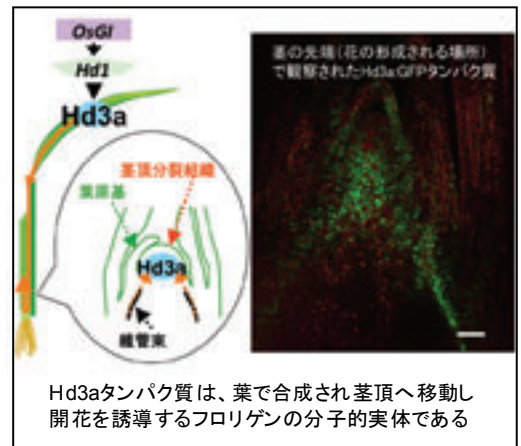 OsGI
Hd1
Hd3a
茎頂分裂組織
葉原基
Hd3a
維管束
茎の先端(花の形成される場所)
で観察されたHd3a:GFPタンパク質
Hd3aタンパク質は、葉で合成され茎頂へ移動し
開花を誘導するフロリゲンの分子的実体である